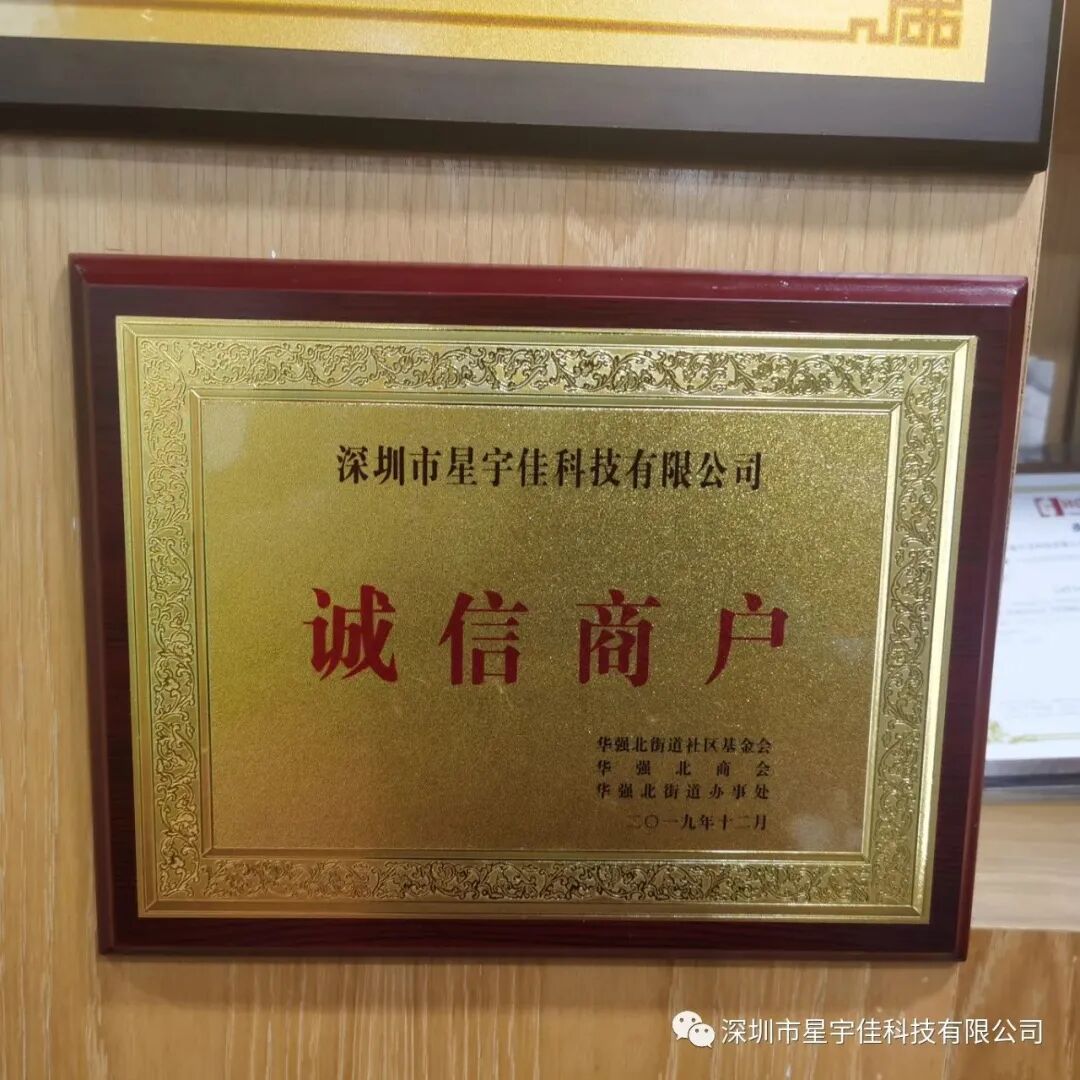 深圳市星宇佳科技有限公司
诚信商户
华强北街道社区基金会
华强北商会
华强北街道办事处
二〇一九年十二月
深圳市星宇佳科技有限公司